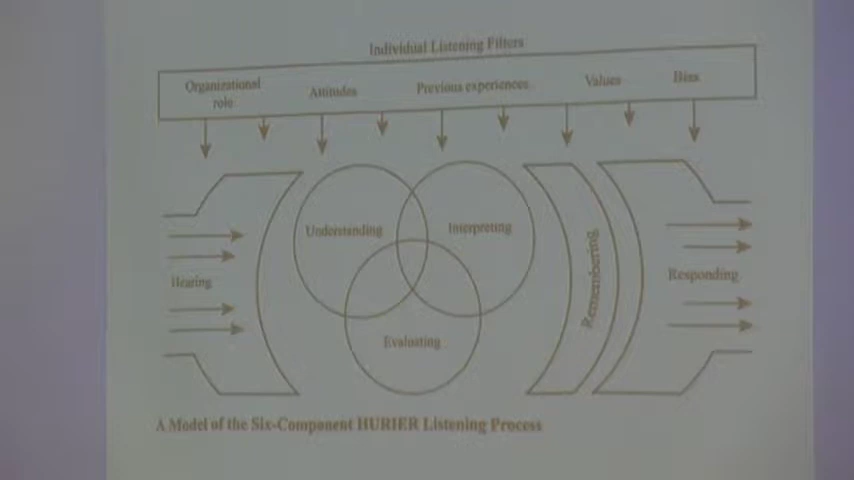 Individual Listening Filters
Organizational
role
Attitudes
Previous experiences
Values
Bias
Understanding
Interpreting
Remembering
Hearing
Responding
Evaluating
A Model of the Six-Component HURIER Listening Process